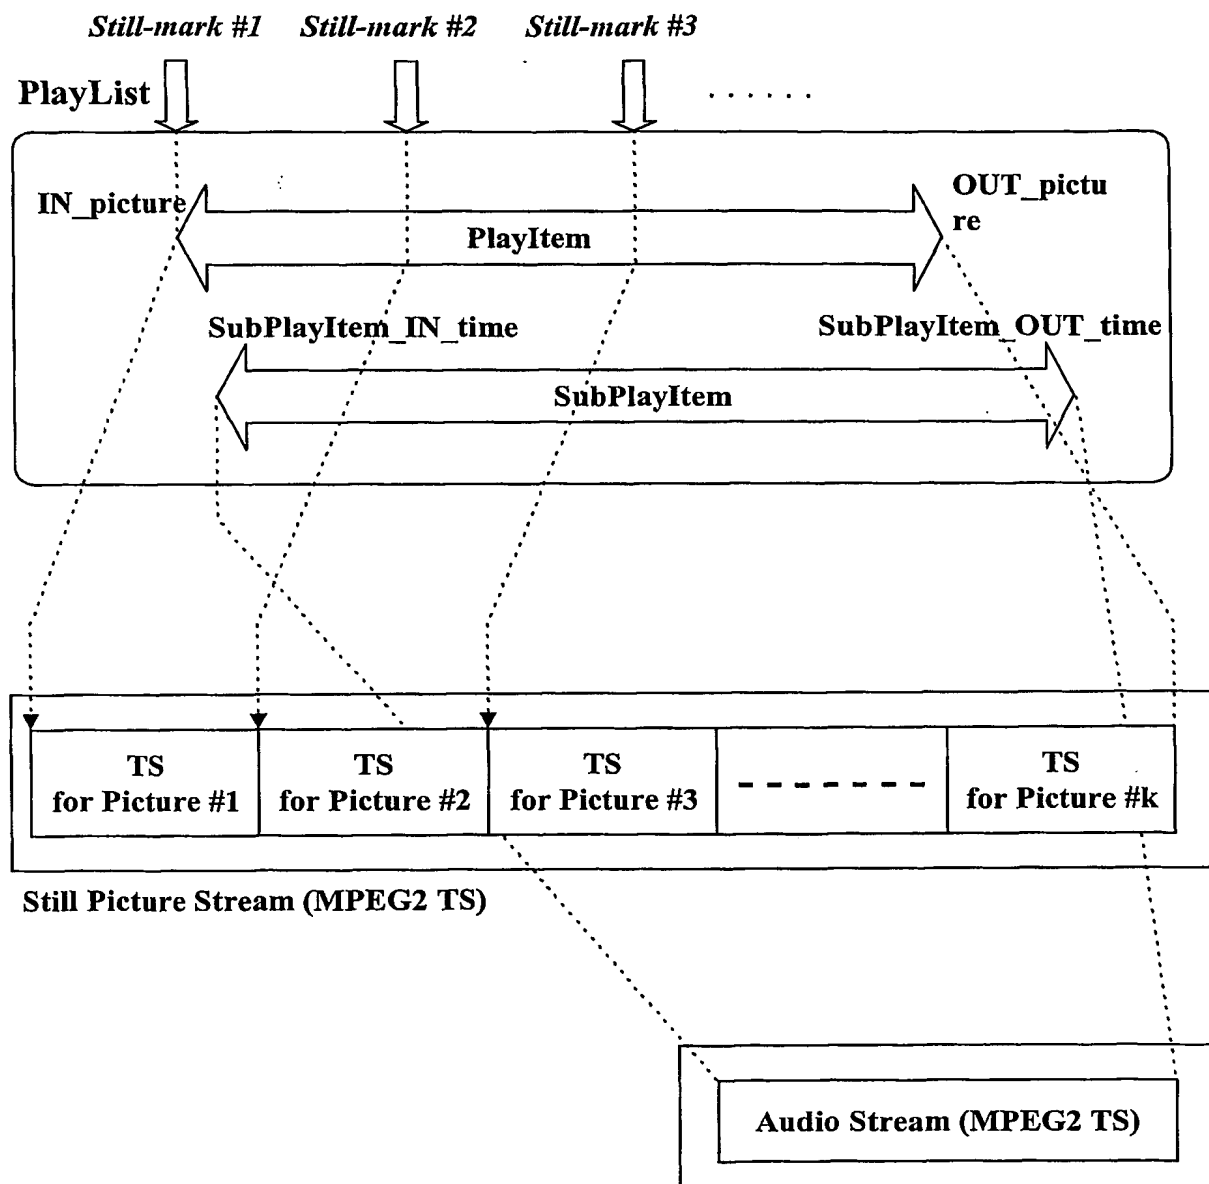 Still-mark #1 Still-mark #2 Still-mark #3
PlayList
. . . . . .
IN_picture
OUT_pictu
re
PlayItem
SubPlayItem_IN_time
SubPlayItem_OUT_time
SubPlayItem
TS
for Picture #1
TS
for Picture #2
TS
for Picture #3
TS
for Picture #k
Still Picture Stream (MPEG2 TS)
Audio Stream (MPEG2 TS)